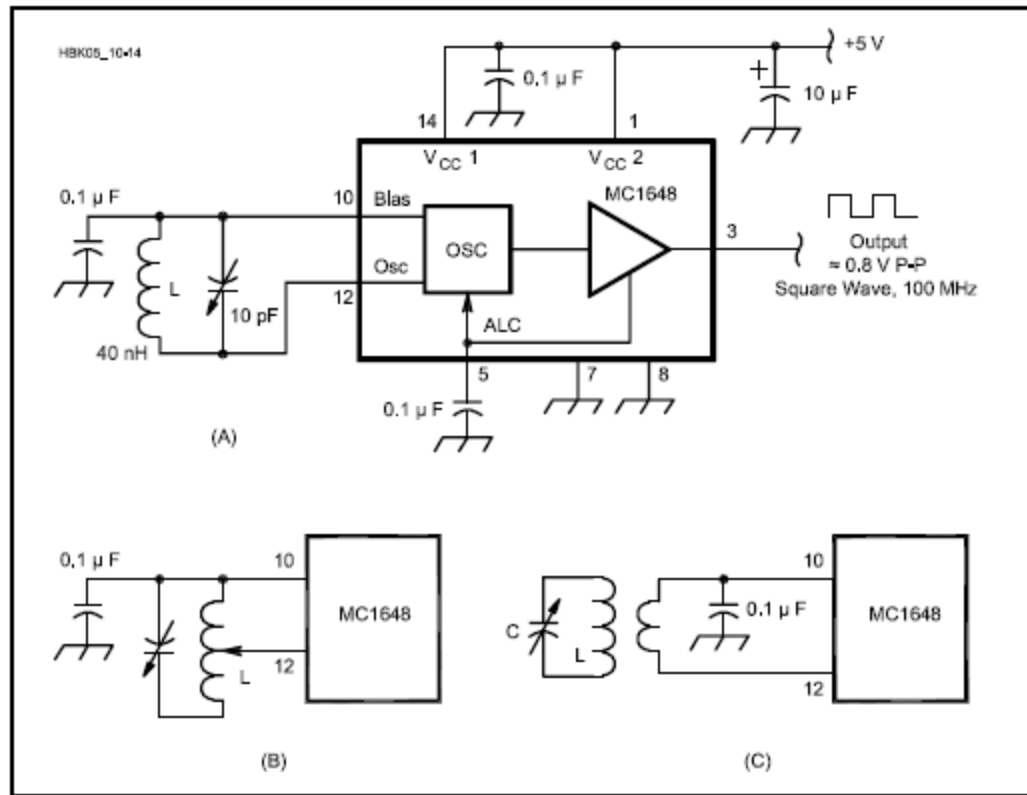 HBK05_10-14
+5 V
0.1 µ F
+
10 µ F
14
1
V CC 1
V CC 2
MC1648
0.1 µ F
10
Bias
OSC
3
Output
≈ 0.8 V P-P
Square Wave, 100 MHz
Osc
12
L
10 pF
ALC
40 nH
5
7
8
0.1 µ F
(A)
0.1 µ F
10
MC1648
12
L
(B)
10
C
L
0.1 µ F
MC1648
12
(C)